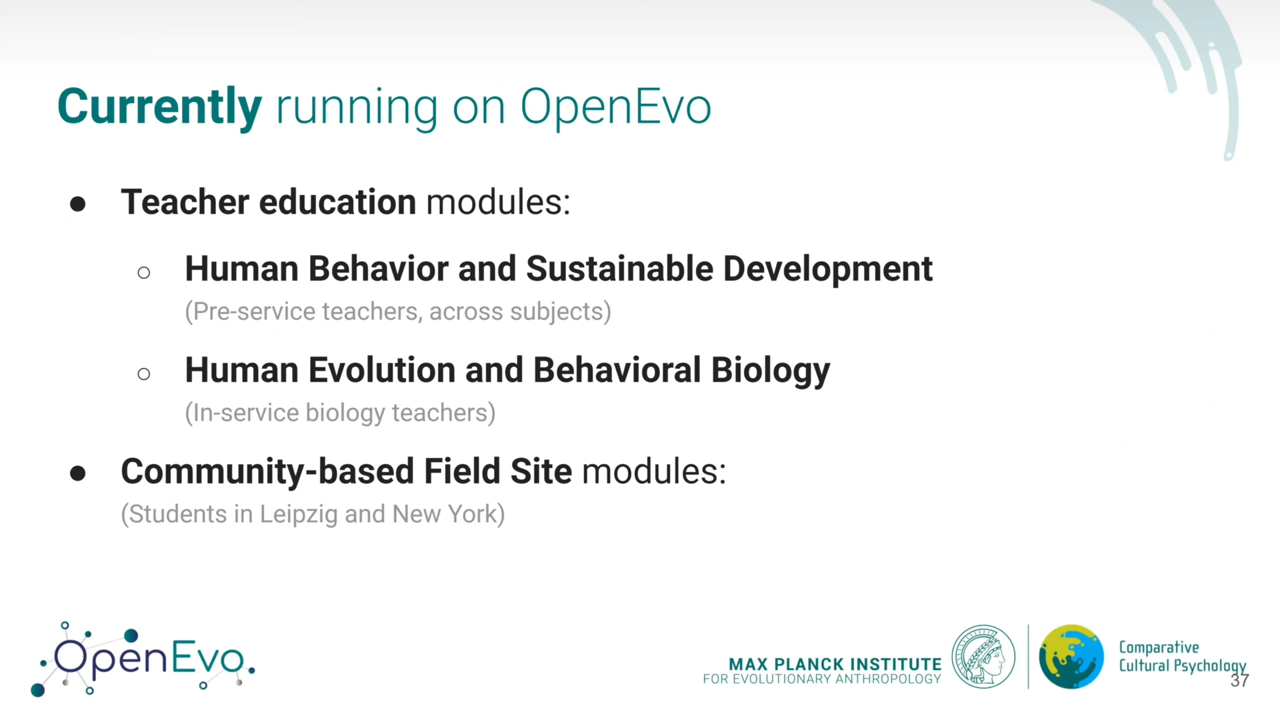 Currently running on OpenEvo
● Teacher education modules:
○ Human Behavior and Sustainable Development
(Pre-service teachers, across subjects)
○ Human Evolution and Behavioral Biology
(In-service biology teachers)
● Community-based Field Site modules:
(Students in Leipzig and New York)
OpenEvo
MAX PLANCK INSTITUTE
FOR EVOLUTIONARY ANTHROPOLOGY
Comparative
Cultural Psychology
37